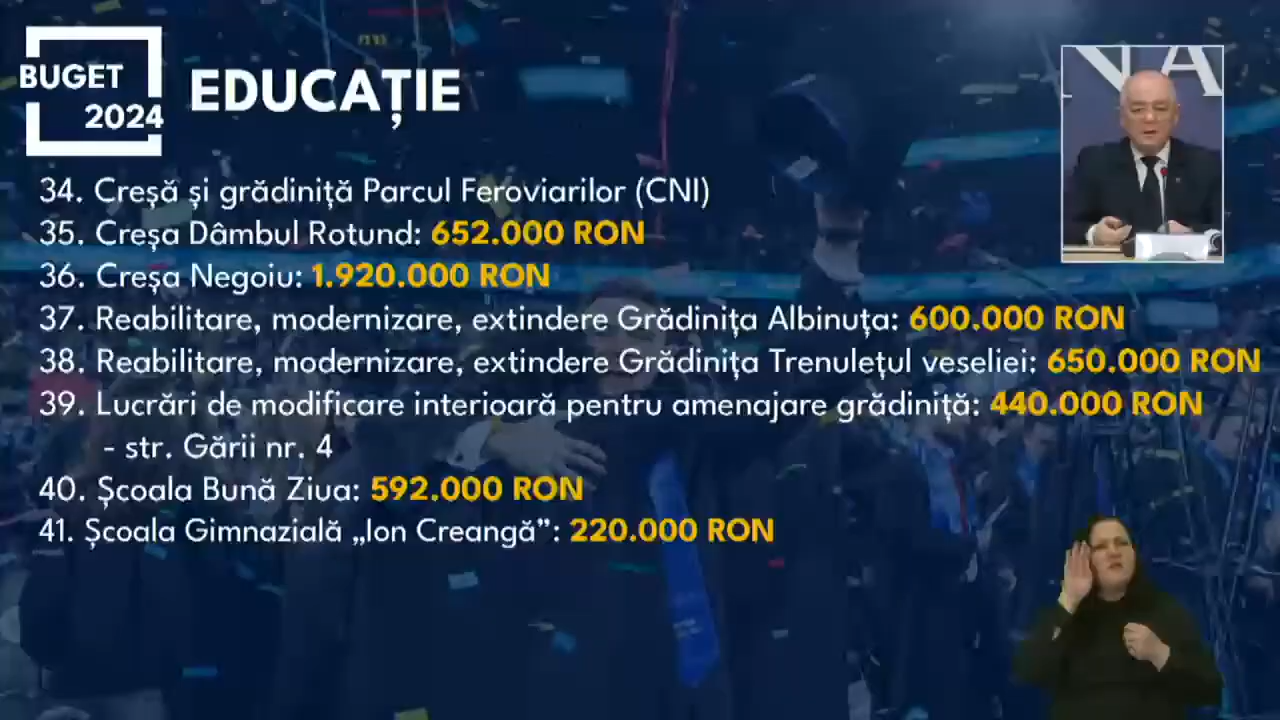 BUGET
2024
EDUCAȚIE
NA
34. Creșă și grădiniță Parcul Feroviarilor (CNI)
35. Creșa Dâmbul Rotund: 652.000 RON
36. Creșa Negoiu: 1.920.000 RON
37. Reabilitare, modernizare, extindere Grădinița Albinuța: 600.000 RON
38. Reabilitare, modernizare, extindere Grădinița Trenulețul veseliei: 650.000 RON
39. Lucrări de modificare interioară pentru amenajare grădiniță: 440.000 RON
- str. Gării nr. 4
40. Școala Bună Ziua: 592.000 RON
41. Școala Gimnazială „Ion Creangă”: 220.000 RON